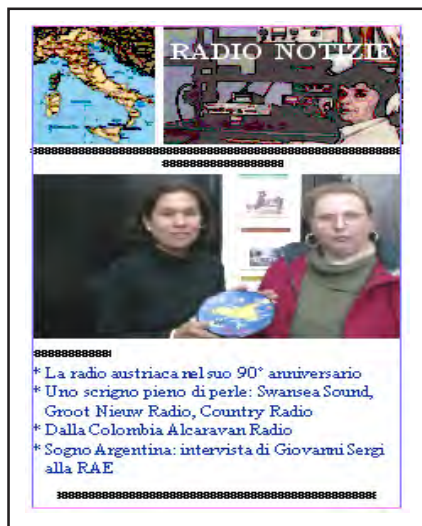 RADIO NOTIZIE
* La radio austriaca nel suo 90° anniversario
* Uno scrigno pieno di perle: Swansea Sound,
Groot Nieuw Radio, Country Radio
* Dalla Colombia Alcaravan Radio
* Sogno Argentina: intervista di Giovanni Sergi
alla RAE